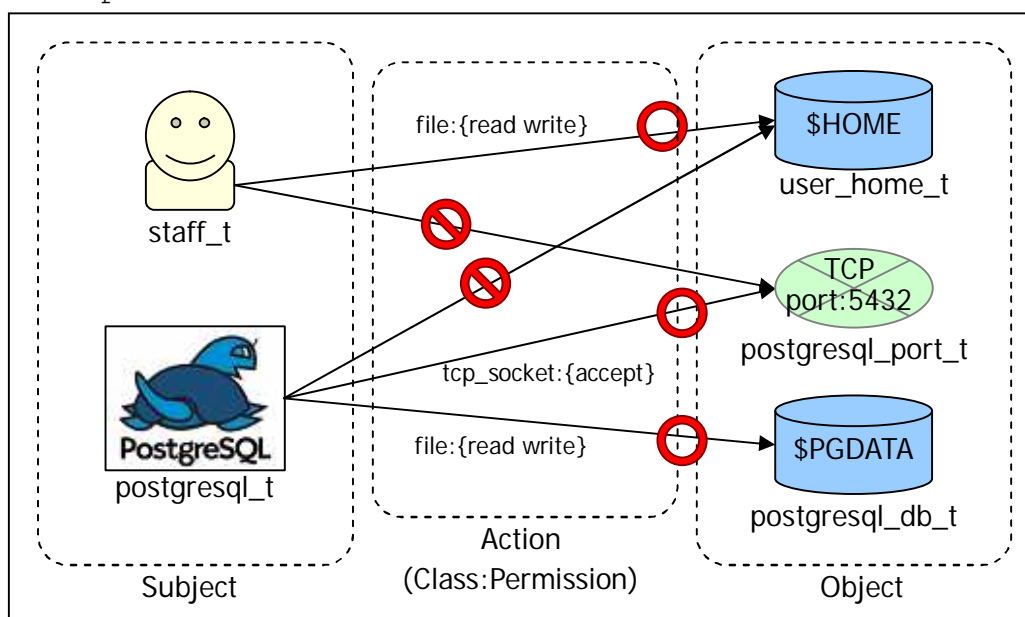 file:{read write}
$HOME
user_home_t
staff_t
TCP
port:5432
postgresql_port_t
tcp_socket:{accept}
PostgreSQL
postgresql_t
file:{read write}
$PGDATA
postgresql_db_t
Subject
Action
(Class:Permission)
Object